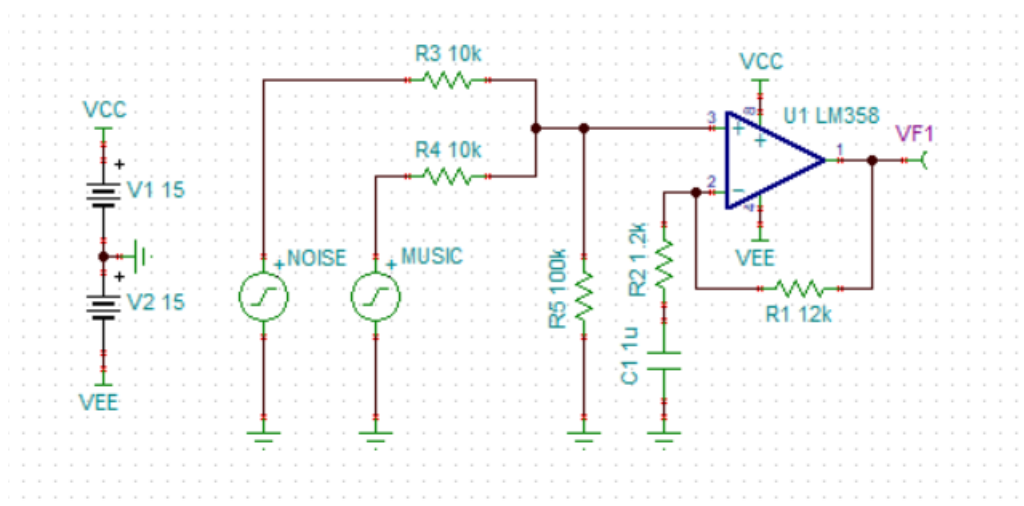 R3 10k
VCC
VCC
U1 LM358
3
8
+
+
VF1
R4 10k
1
+
V1 15
2
-
4
NOISE
+
MUSIC
+
R2 1.2k
VEE
+
V2 15
R5 100k
R1 12k
C1 1u
VEE